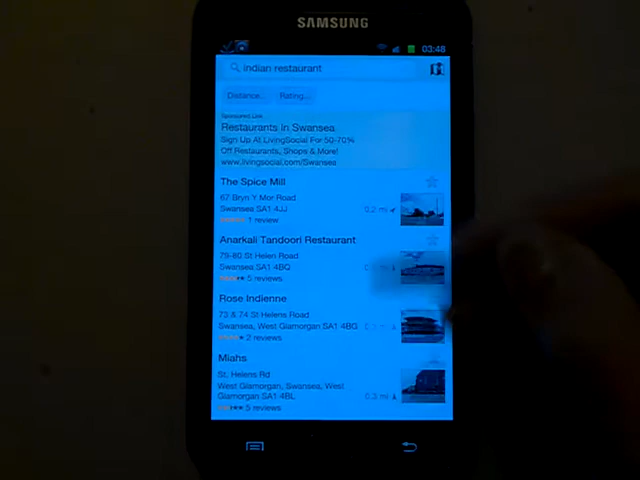 SAMSUNG
03:48
indian restaurant
Distance...
Rating...
Sponsored Link
Restaurants in Swansea
Sign Up At LivingSocial For 50-70%
Off Restaurants, Shops & More!
www.livingsocial.com/Swansea
The Spice Mill
67 Bryn Y Mor Road
Swansea SA1 4JJ
0.2 mi
1 review
Anarkali Tandoori Restaurant
79-80 St Helen Road
Swansea SA1 4BQ
5 reviews
Rose Indienne
73 & 74 St Helens Road
Swansea, West Glamorgan SA1 4BG
2 reviews
Miahs
St. Helens Rd
West Glamorgan, Swansea, West
Glamorgan SA1 4BL
0.3 mi
5 reviews